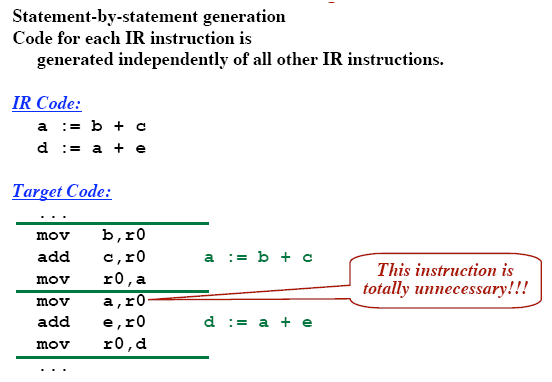 Statement-by-statement generation
Code for each IR instruction is
generated independently of all other IR instructions.
IR Code:
a := b + c
d := a + e
Target Code:
...
mov b,r0
add c,r0 a := b + c
mov r0,a
This instruction is
totally unnecessary!!!
mov a,r0
add e,r0 d := a + e
mov r0,d
...